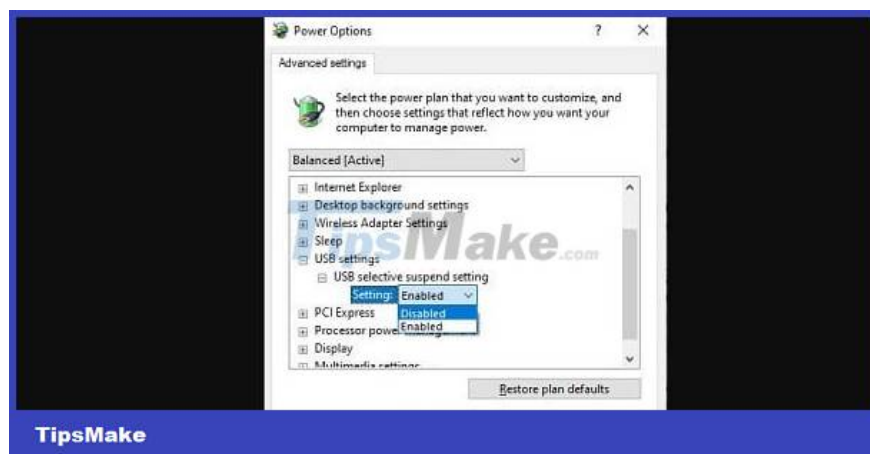 Power Options
Advanced settings
Select the power plan that you want to customize, and
then choose settings that reflect how you want your
computer to manage power.
Balanced [Active]
Internet Explorer
Desktop background settings
Wireless Adapter Settings
TipsMake.com
Sleep
USB settings
USB selective suspend setting
Setting: Enabled
PCI Express
Disabled
Processor power
Enabled
Display
Multimedia settings
Restore plan defaults
TipsMake